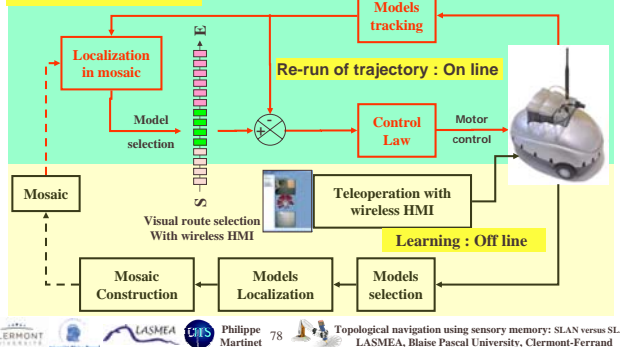 Models
tracking
Localization
in mosaic
E
Re-run of trajectory : On line
-
+
Model
selection
Control
Law
Motor
control
Mosaic
S
Visual route selection
With wireless HMI
Teleoperation with
wireless HMI
Learning : Off line
Mosaic
Construction
Models
Localization
Models
selection
LASMEA
Philippe
Martinet
78
Topological navigation using sensory memory: SLAN versus SL
LASMEA, Blaise Pascal University, Clermont-Ferrand